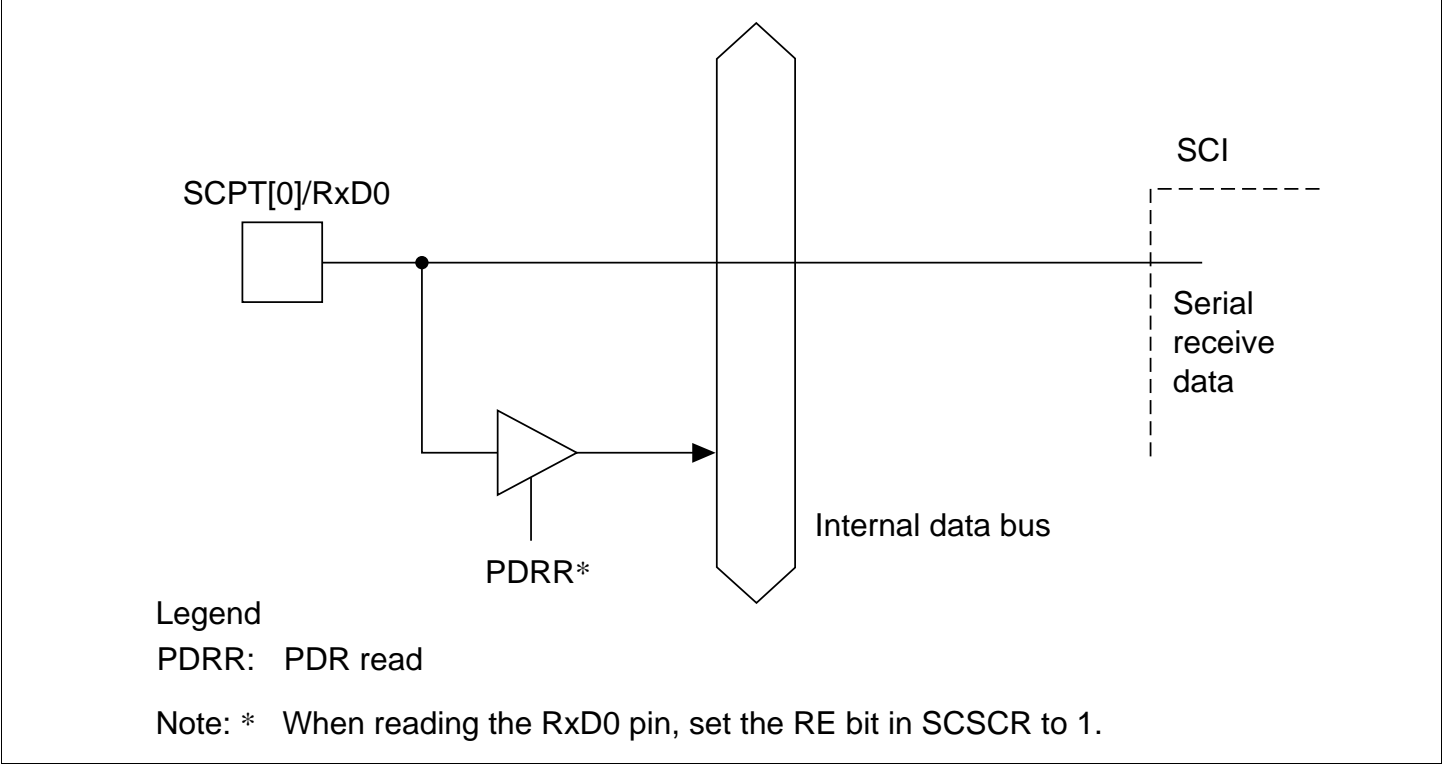 SCI
SCPT[0]/RxD0
Serial
receive
data
Internal data bus
PDRR*
Legend
PDRR: PDR read
Note: * When reading the RxD0 pin, set the RE bit in SCSCR to 1.